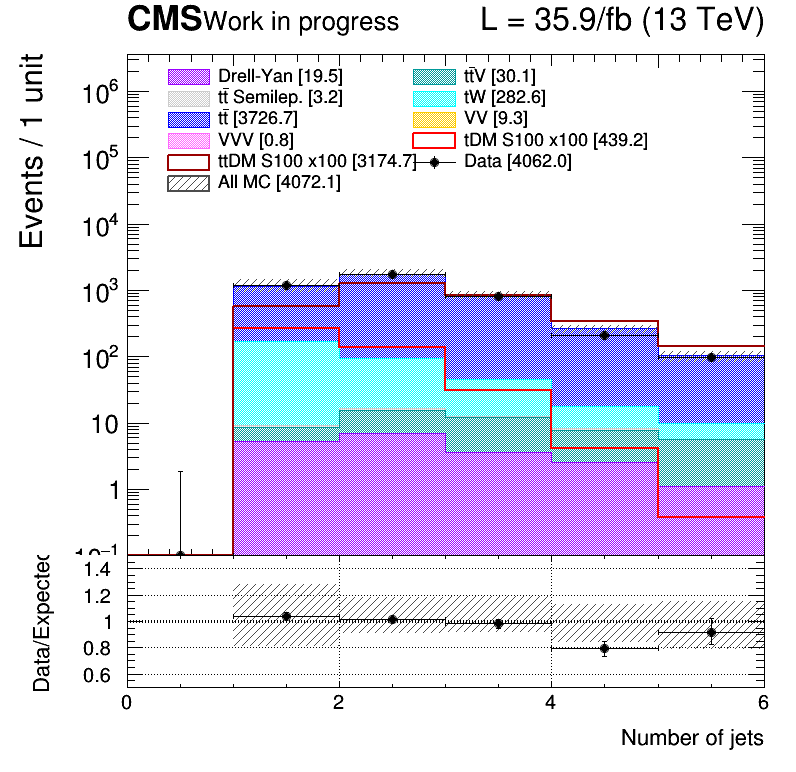 CMS Work in progress L = 35.9/fb (13 TeV)
Events / 1 unit
Drell-Yan [19.5] tt̄V [30.1]
tt̄ Semilep. [3.2] tW [282.6]
tt̄ [3726.7] VV [9.3]
VVV [0.8] tDM S100 x100 [439.2]
ttDM S100 x100 [3174.7] Data [4062.0]
All MC [4072.1]
10⁶
10⁵
10⁴
10³
10²
10
1
10⁻¹
Data/Expected
1.4
1.2
1
0.8
0.6
0 2 4 6
Number of jets